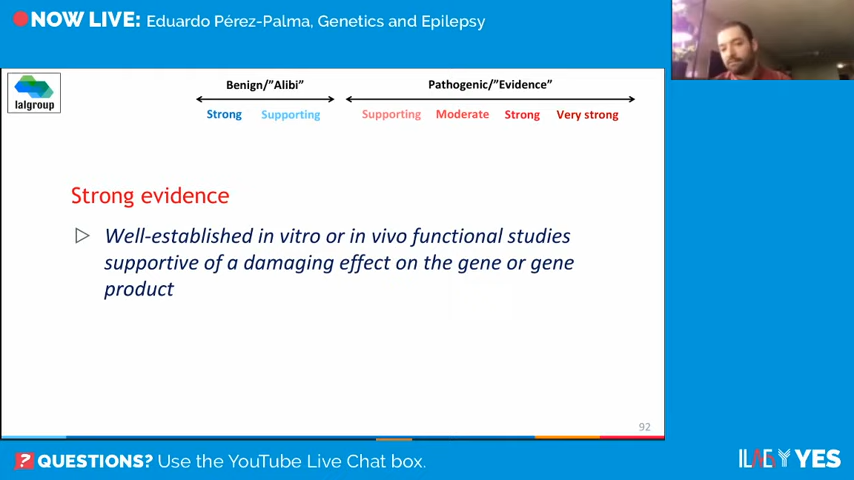 NOW LIVE: Eduardo Pérez-Palma, Genetics and Epilepsy
lalgroup
Benign/"Alibi"
Pathogenic/"Evidence"
Strong
Supporting
Supporting
Moderate
Strong
Very strong
Strong evidence
Well-established in vitro or in vivo functional studies
supportive of a damaging effect on the gene or gene
product
92
? QUESTIONS? Use the YouTube Live Chat box.
ILAE YES